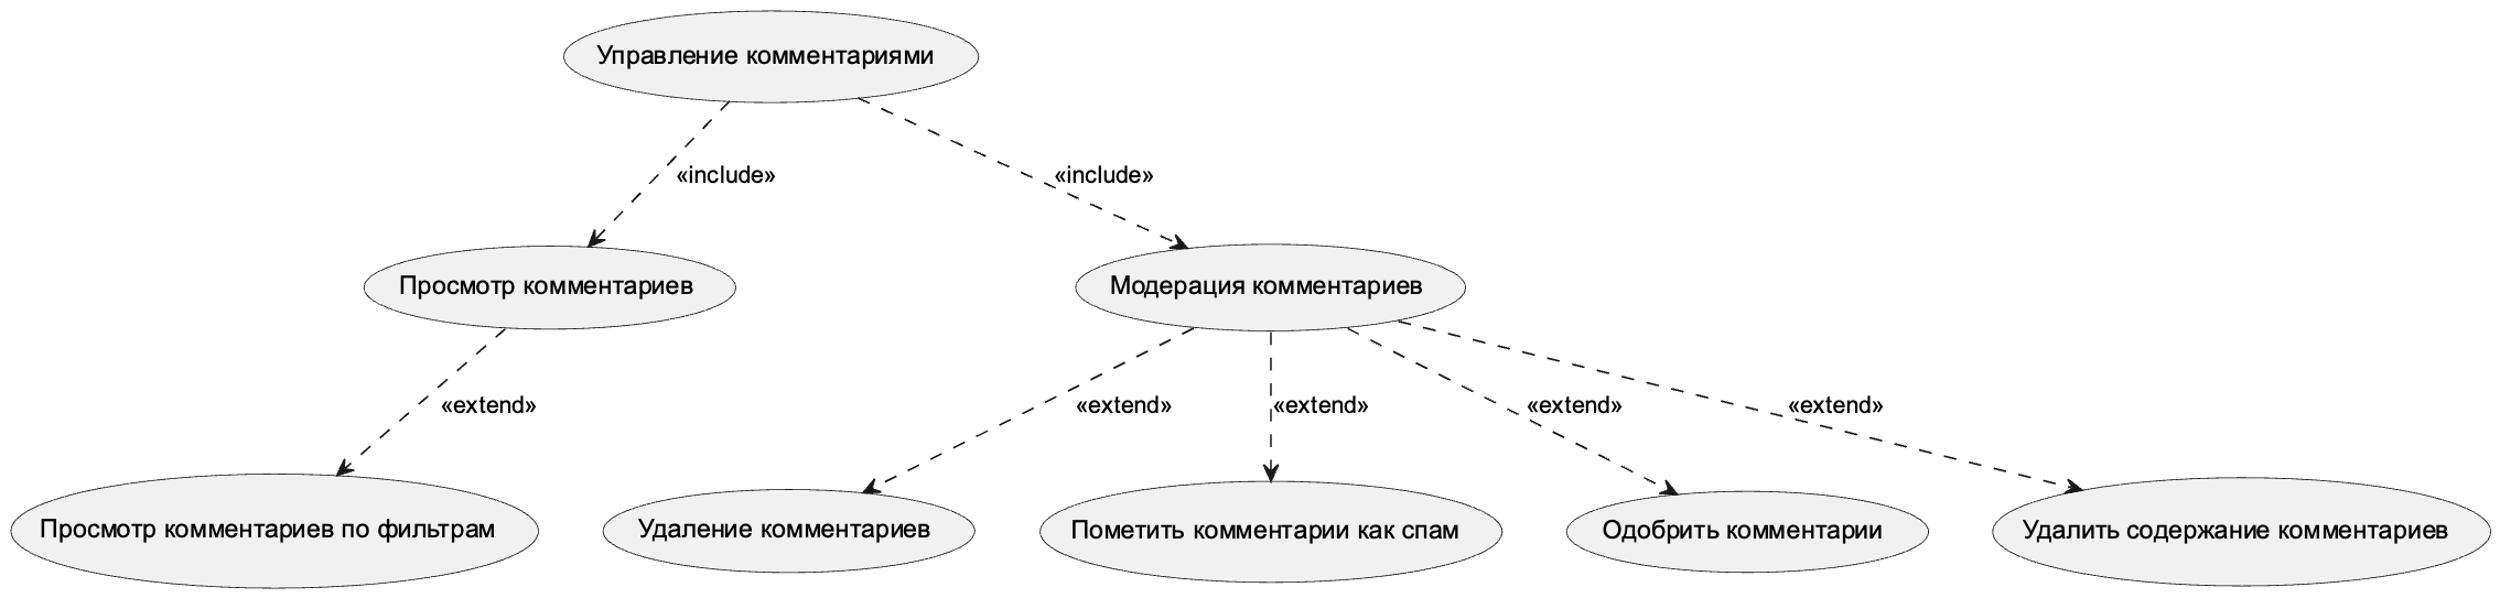 Управление комментариями
«include»
«include»
Просмотр комментариев
Модерация комментариев
«extend»
«extend»
«extend»
«extend»
«extend»
Просмотр комментариев по фильтрам
Удаление комментариев
Пометить комментарии как спам
Одобрить комментарии
Удалить содержание комментариев